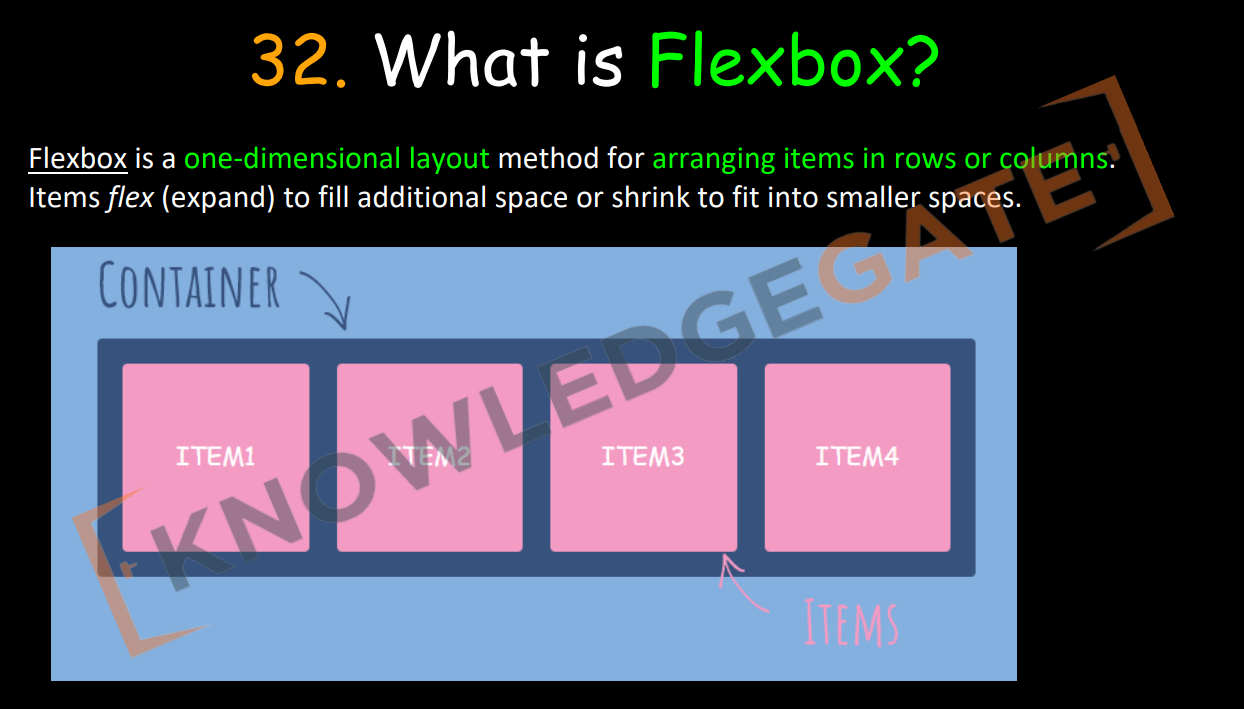 32. What is Flexbox?
Flexbox is a one-dimensional layout method for arranging items in rows or columns.
Items flex (expand) to fill additional space or shrink to fit into smaller spaces.
CONTAINER
ITEM1 ITEM2 ITEM3 ITEM4
ITEMS
KNOWLEDGEGATE